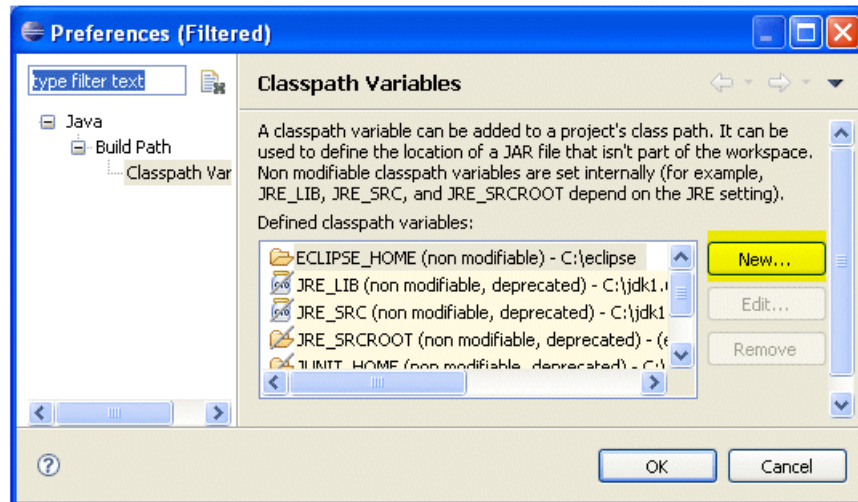 Preferences (Filtered)
type filter text
Java
Build Path
Classpath Var
Classpath Variables
A classpath variable can be added to a project's class path. It can be
used to define the location of a JAR file that isn't part of the workspace.
Non modifiable classpath variables are set internally (for example,
JRE_LIB, JRE_SRC, and JRE_SRCROOT depend on the JRE setting).
Defined classpath variables:
ECLIPSE_HOME (non modifiable) - C:\eclipse
JRE_LIB (non modifiable, deprecated) - C:\jdk1.
JRE_SRC (non modifiable, deprecated) - C:\jdk1
JRE_SRCROOT (non modifiable, deprecated) - (e
JUNIT_HOME (non modifiable, deprecated) - C:\
New...
Edit...
Remove
OK
Cancel